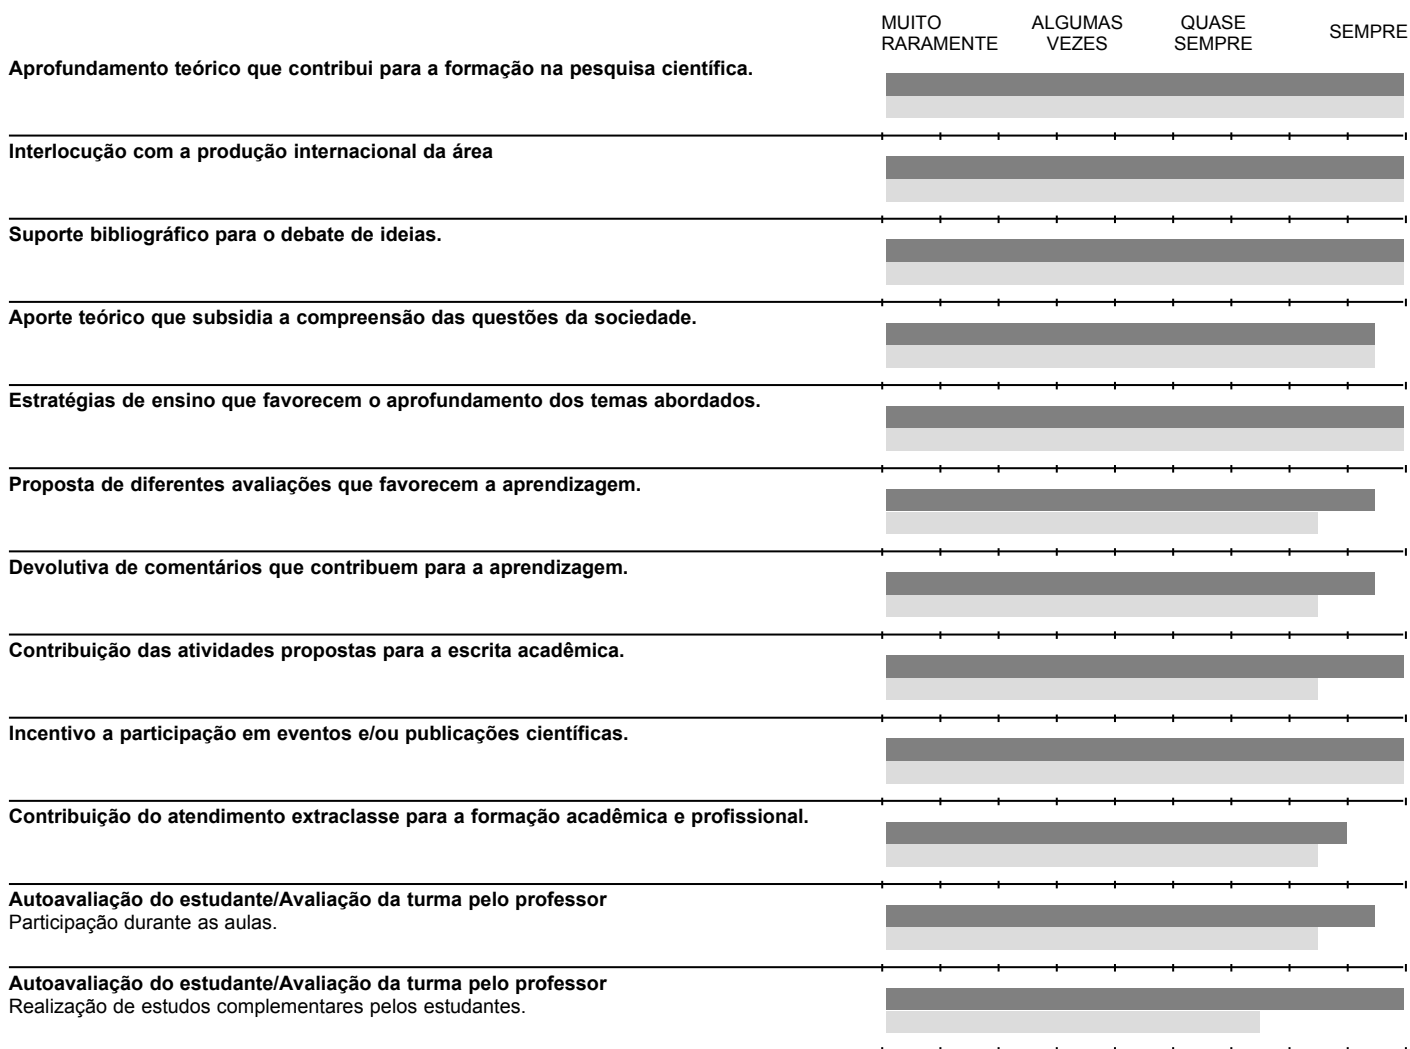 MUITO
RARAMENTE
ALGUMAS
VEZES
QUASE
SEMPRE
SEMPRE
Aprofundamento teórico que contribui para a formação na pesquisa científica.
Interlocução com a produção internacional da área
Suporte bibliográfico para o debate de ideias.
Aporte teórico que subsidia a compreensão das questões da sociedade.
Estratégias de ensino que favorecem o aprofundamento dos temas abordados.
Proposta de diferentes avaliações que favorecem a aprendizagem.
Devolutiva de comentários que contribuem para a aprendizagem.
Contribuição das atividades propostas para a escrita acadêmica.
Incentivo a participação em eventos e/ou publicações científicas.
Contribuição do atendimento extraclasse para a formação acadêmica e profissional.
Autoavaliação do estudante/Avaliação da turma pelo professor
Participação durante as aulas.
Autoavaliação do estudante/Avaliação da turma pelo professor
Realização de estudos complementares pelos estudantes.